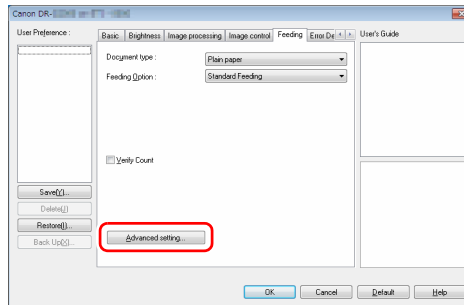 Canon DR-
User Preference :
Basic Brightness Image processing Image control Feeding Error De
User's Guide
Document type :
Plain paper
Feeding Option :
Standard Feeding
Verify Count
Save(Y)...
Delete(J)
Restore(I)...
Back Up(X)...
Advanced setting...
OK Cancel Default Help